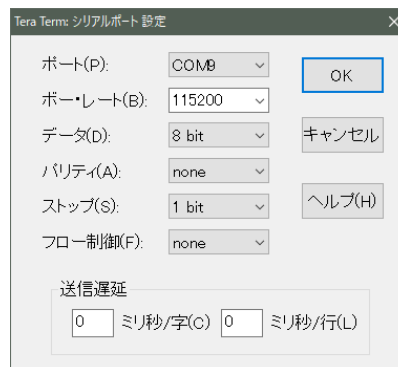 Tera Term: シリアルポート 設定
ポート(P): COM9 OK
ボー・レート(B): 115200
データ(D): 8 bit キャンセル
パリティ(A): none
ストップ(S): 1 bit ヘルプ(H)
フロー制御(F): none
送信遅延
0 ミリ秒/字(C) 0 ミリ秒/行(L)